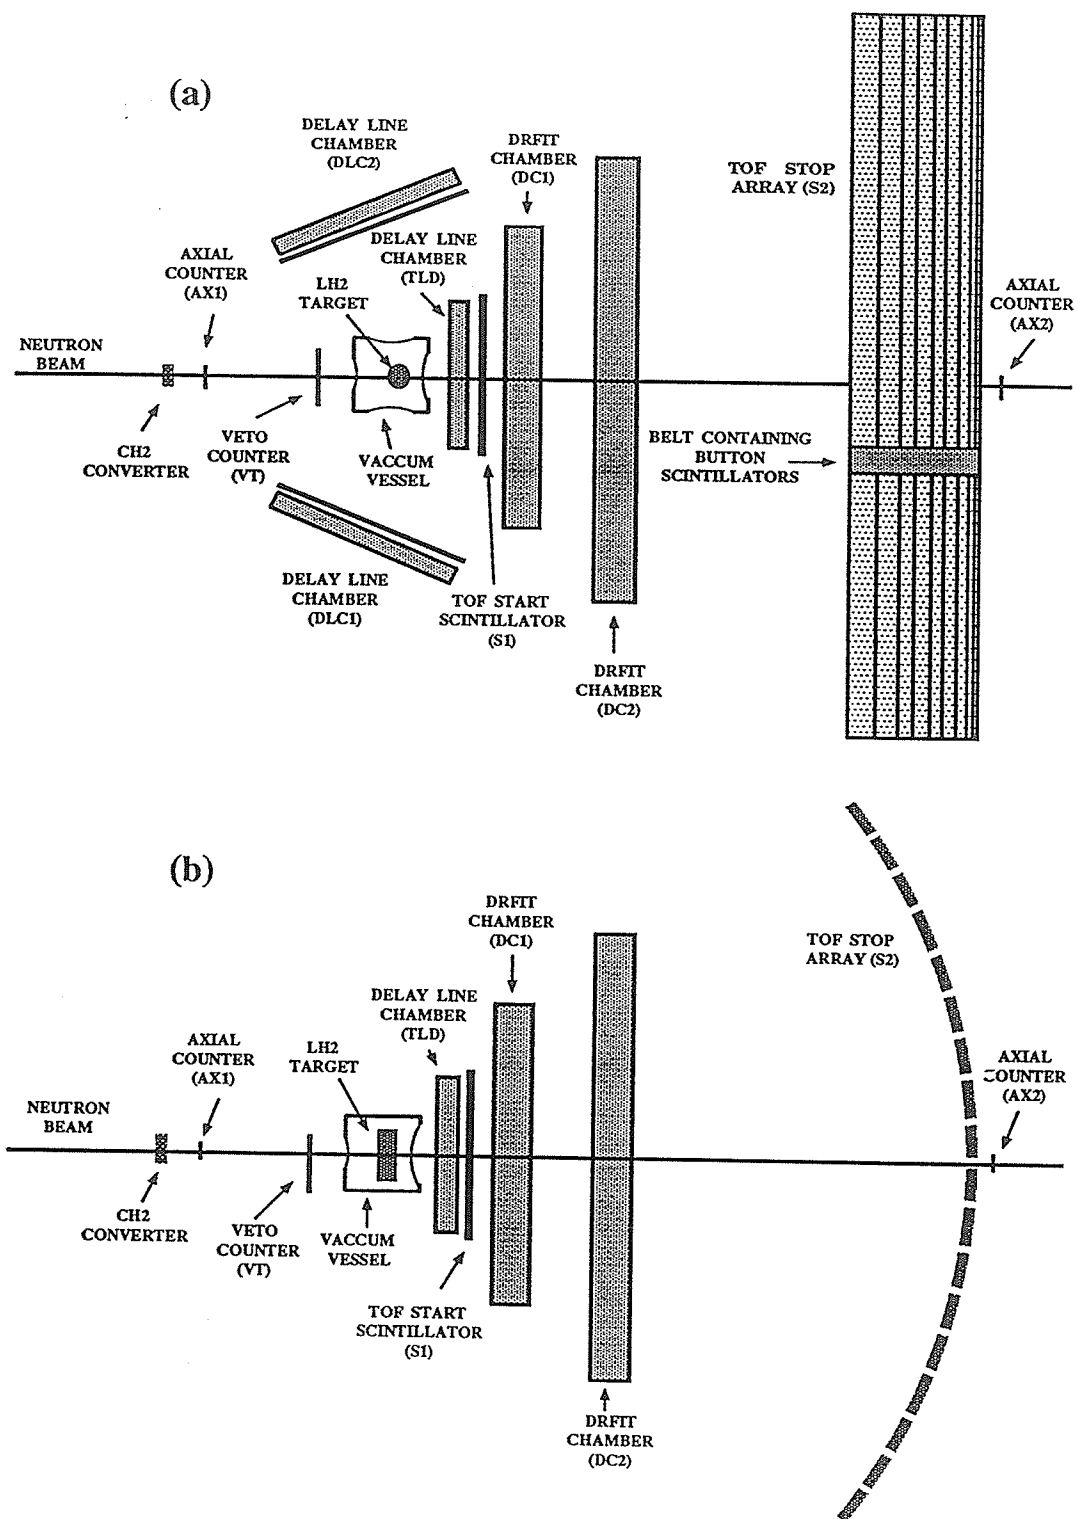 (a)
DELAY LINE
CHAMBER
(DLC2)
DRFIT
CHAMBER
(DC1)
TOF STOP
ARRAY (S2)
AXIAL
COUNTER
(AX1)
DELAY LINE
CHAMBER
(TLD)
LH2
TARGET
AXIAL
COUNTER
(AX2)
NEUTRON
BEAM
CH2
CONVERTER
VETO
COUNTER
(VT)
VACCUM
VESSEL
BELT CONTAINING
BUTTON
SCINTILLATORS
DELAY LINE
CHAMBER
(DLC1)
TOF START
SCINTILLATOR
(S1)
DRFIT
CHAMBER
(DC2)
(b)
DRFIT
CHAMBER
(DC1)
TOF STOP
ARRAY (S2)
DELAY LINE
CHAMBER
(TLD)
AXIAL
COUNTER
(AX1)
LH2
TARGET
AXIAL
COUNTER
(AX2)
NEUTRON
BEAM
CH2
CONVERTER
VETO
COUNTER
(VT)
VACCUM
VESSEL
TOF START
SCINTILLATOR
(S1)
DRFIT
CHAMBER
(DC2)